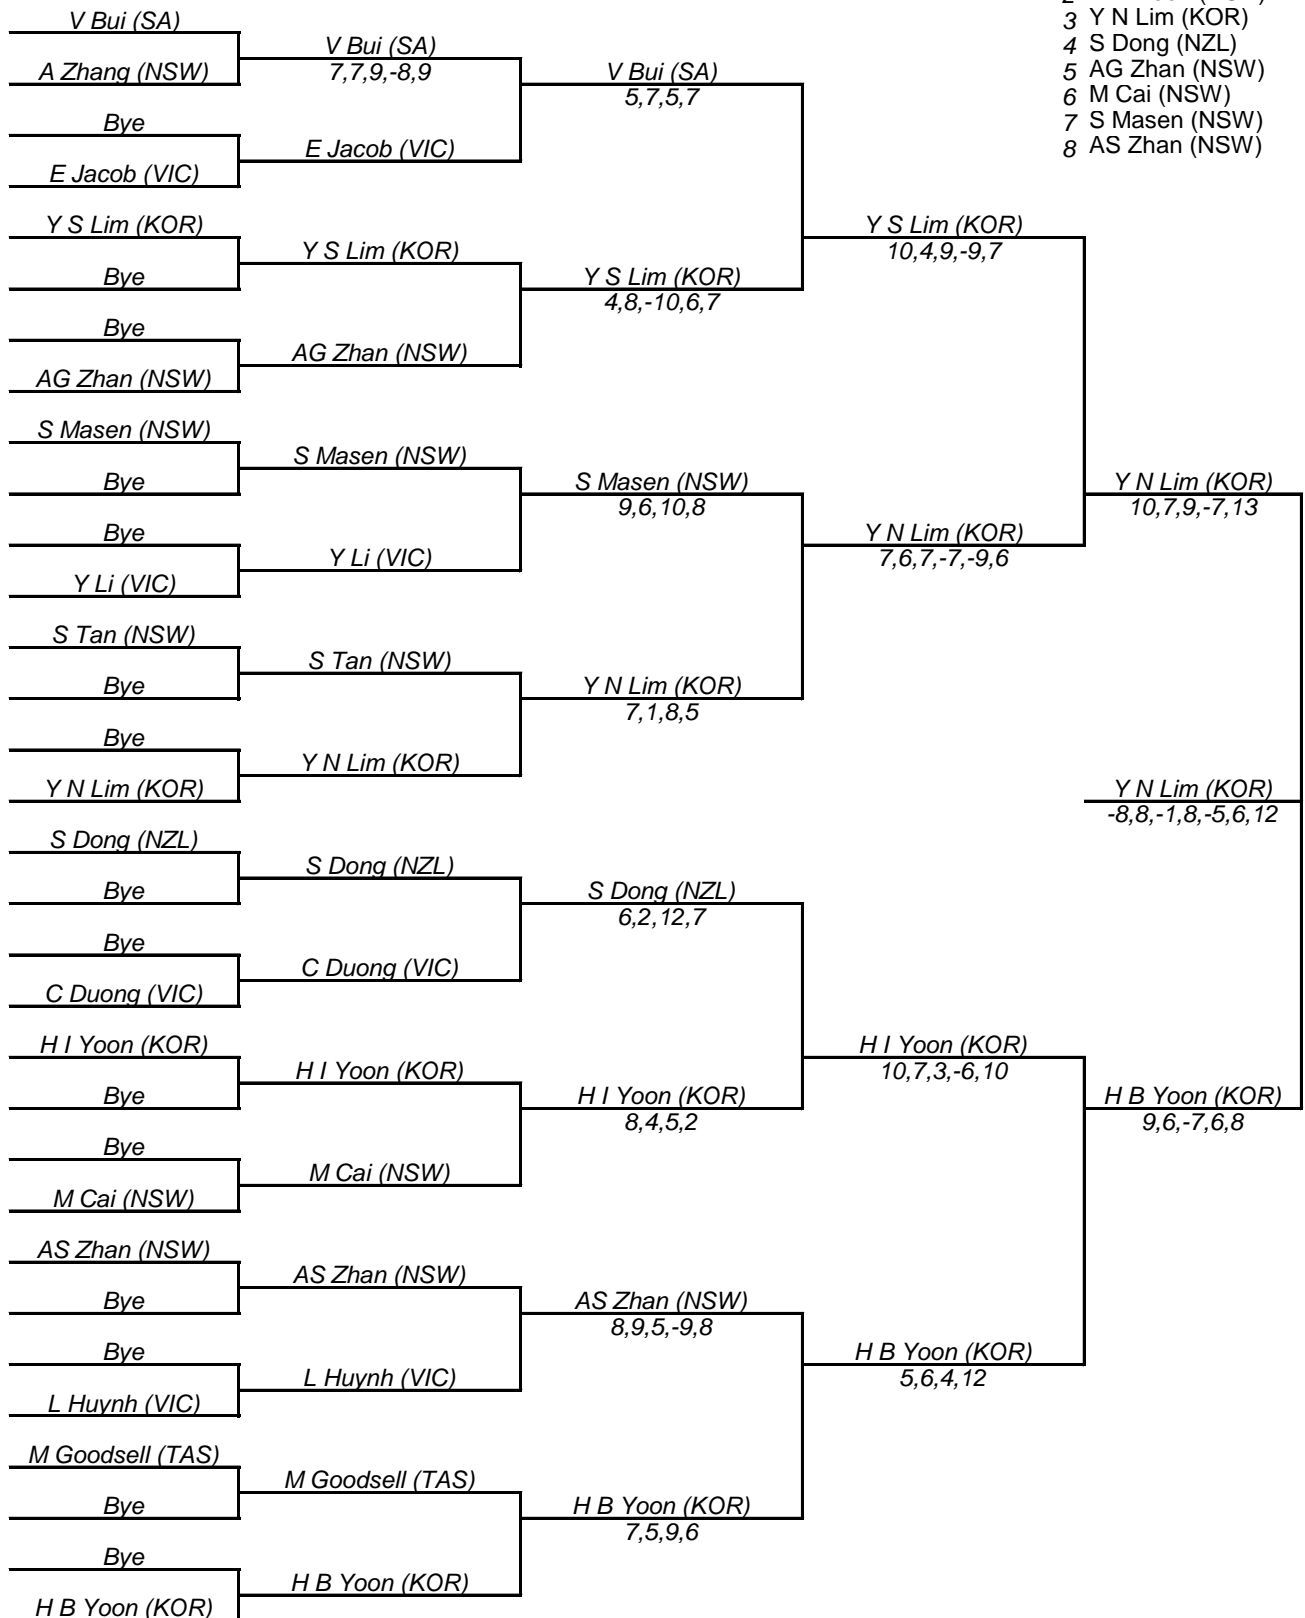 3 Y N Lim (KOR)
4 S Dong (NZL)
5 AG Zhan (NSW)
6 M Cai (NSW)
7 S Masen (NSW)
8 AS Zhan (NSW)
V Bui (SA)
A Zhang (NSW)
Bye
E Jacob (VIC)
Y S Lim (KOR)
Bye
Bye
AG Zhan (NSW)
S Masen (NSW)
Bye
Bye
Y Li (VIC)
S Tan (NSW)
Bye
Bye
Y N Lim (KOR)
S Dong (NZL)
Bye
Bye
C Duong (VIC)
H I Yoon (KOR)
Bye
Bye
M Cai (NSW)
AS Zhan (NSW)
Bye
Bye
L Huynh (VIC)
M Goodsell (TAS)
Bye
Bye
H B Yoon (KOR)
V Bui (SA)
7,7,9,-8,9
E Jacob (VIC)
Y S Lim (KOR)
AG Zhan (NSW)
S Masen (NSW)
Y Li (VIC)
S Tan (NSW)
Y N Lim (KOR)
S Dong (NZL)
C Duong (VIC)
H I Yoon (KOR)
M Cai (NSW)
AS Zhan (NSW)
L Huynh (VIC)
M Goodsell (TAS)
H B Yoon (KOR)
V Bui (SA)
5,7,5,7
Y S Lim (KOR)
4,8,-10,6,7
S Masen (NSW)
9,6,10,8
Y N Lim (KOR)
7,1,8,5
S Dong (NZL)
6,2,12,7
H I Yoon (KOR)
8,4,5,2
AS Zhan (NSW)
8,9,5,-9,8
H B Yoon (KOR)
7,5,9,6
Y S Lim (KOR)
10,4,9,-9,7
Y N Lim (KOR)
7,6,7,-7,-9,6
H I Yoon (KOR)
10,7,3,-6,10
H B Yoon (KOR)
5,6,4,12
Y N Lim (KOR)
10,7,9,-7,13
Y N Lim (KOR)
-8,8,-1,8,-5,6,12
H B Yoon (KOR)
9,6,-7,6,8